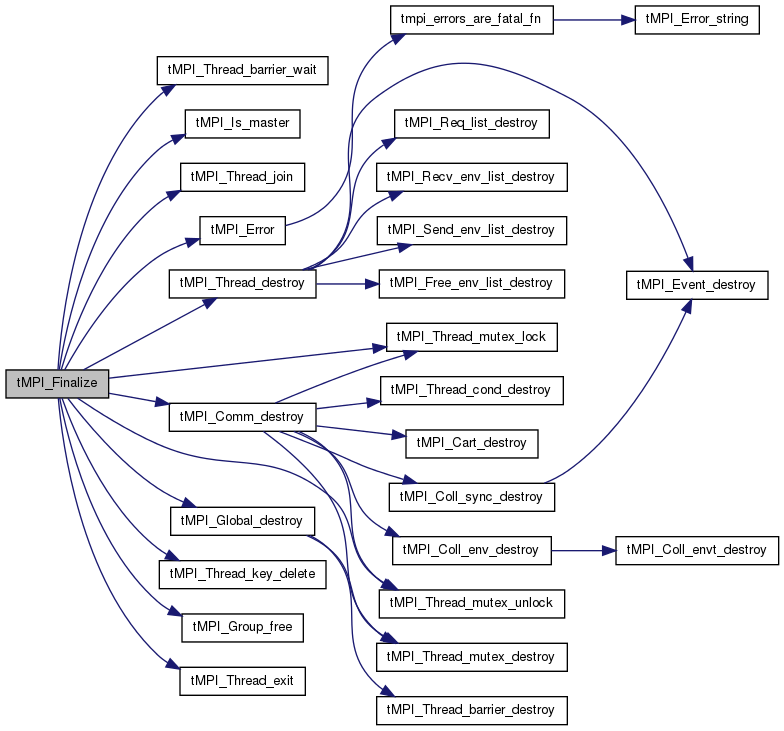 tmpi_errors_are_fatal_fn
tMPI_Error_string
tMPI_Thread_barrier_wait
tMPI_Is_master
tMPI_Req_list_destroy
tMPI_Thread_join
tMPI_Recv_env_list_destroy
tMPI_Error
tMPI_Send_env_list_destroy
tMPI_Thread_destroy
tMPI_Free_env_list_destroy
tMPI_Event_destroy
tMPI_Thread_mutex_lock
tMPI_Finalize
tMPI_Thread_cond_destroy
tMPI_Comm_destroy
tMPI_Cart_destroy
tMPI_Coll_sync_destroy
tMPI_Global_destroy
tMPI_Coll_env_destroy
tMPI_Coll_envt_destroy
tMPI_Thread_key_delete
tMPI_Thread_mutex_unlock
tMPI_Group_free
tMPI_Thread_mutex_destroy
tMPI_Thread_exit
tMPI_Thread_barrier_destroy